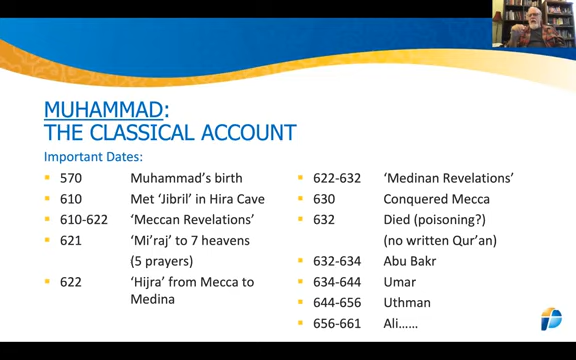 MUHAMMAD:
THE CLASSICAL ACCOUNT
Important Dates:
570 Muhammad's birth
610 Met 'Jibril' in Hira Cave
610-622 'Meccan Revelations'
621 'Mi'raj' to 7 heavens
(5 prayers)
622 'Hijra' from Mecca to
Medina
622-632 'Medinan Revelations'
630 Conquered Mecca
632 Died (poisoning?)
(no written Qur'an)
632-634 Abu Bakr
634-644 Umar
644-656 Uthman
656-661 Ali......